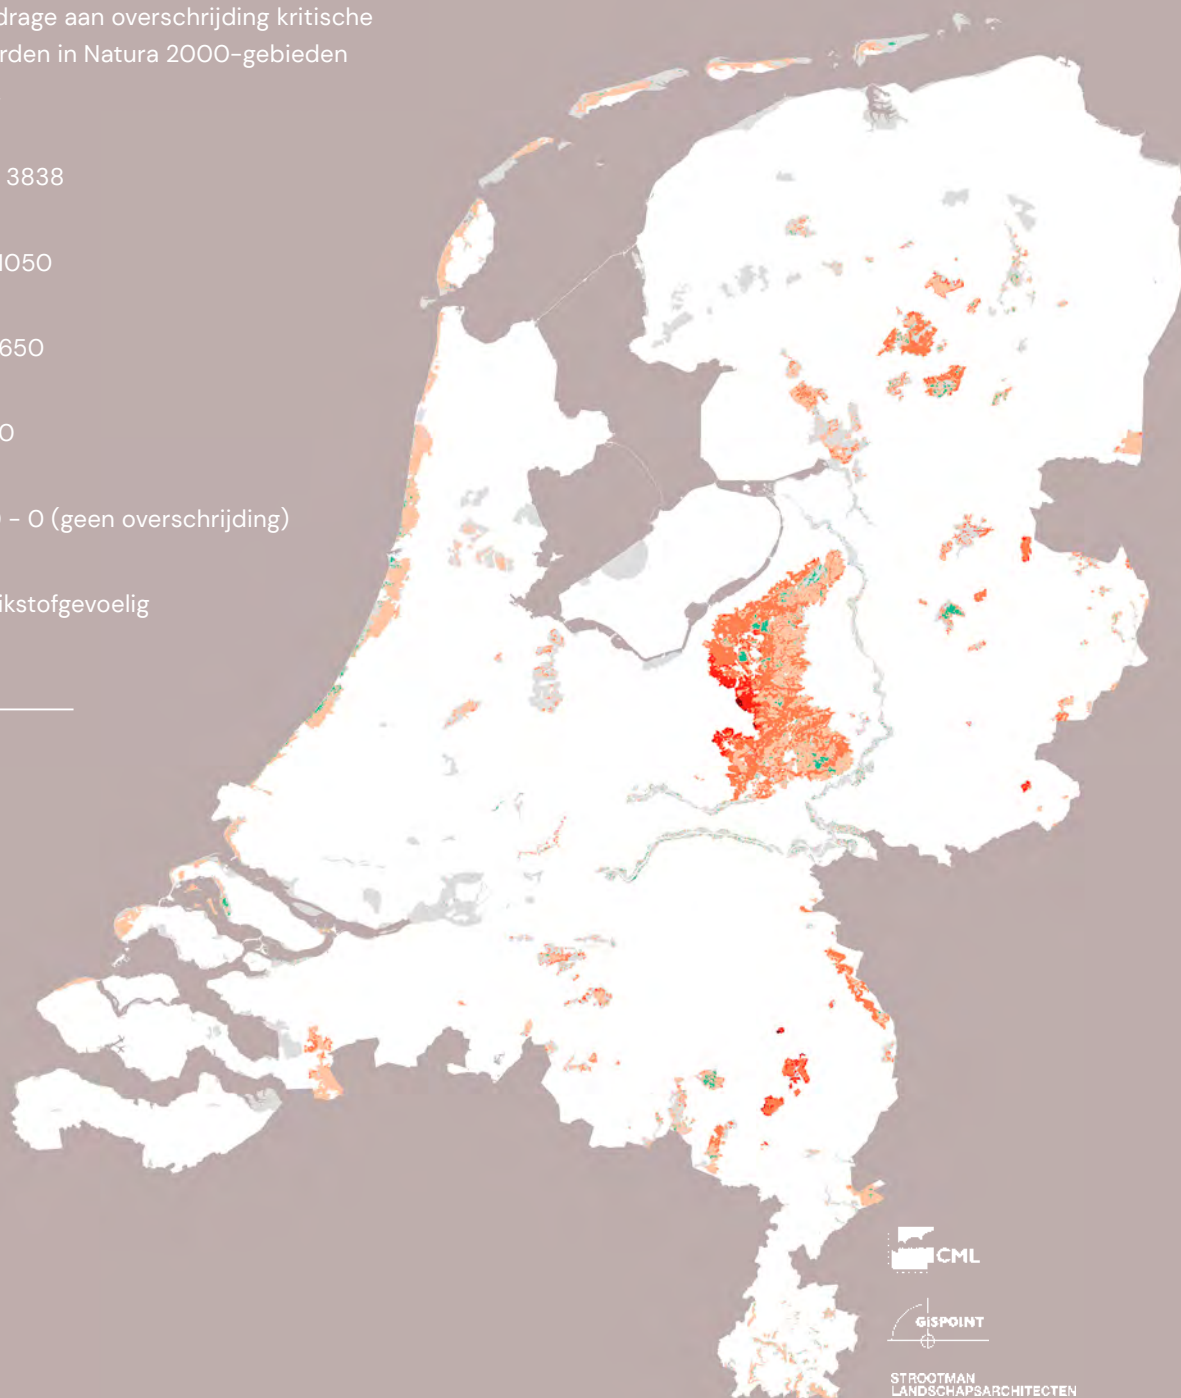 drage aan overschrijding kritische
rden in Natura 2000-gebieden
3838
1050
650
0
- 0 (geen overschrijding)
ikstofgevoelig
CML
GISPOINT
STROOTMAN
LANDSCHAPSARCHITECTEN